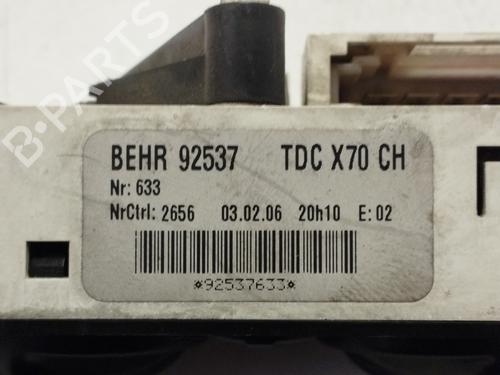 B-PARTS
BEHR 92537 TDC X70 CH
Nr: 633
NrCtrl: 2656 03.02.06 20h10 E: 02
*92537633*